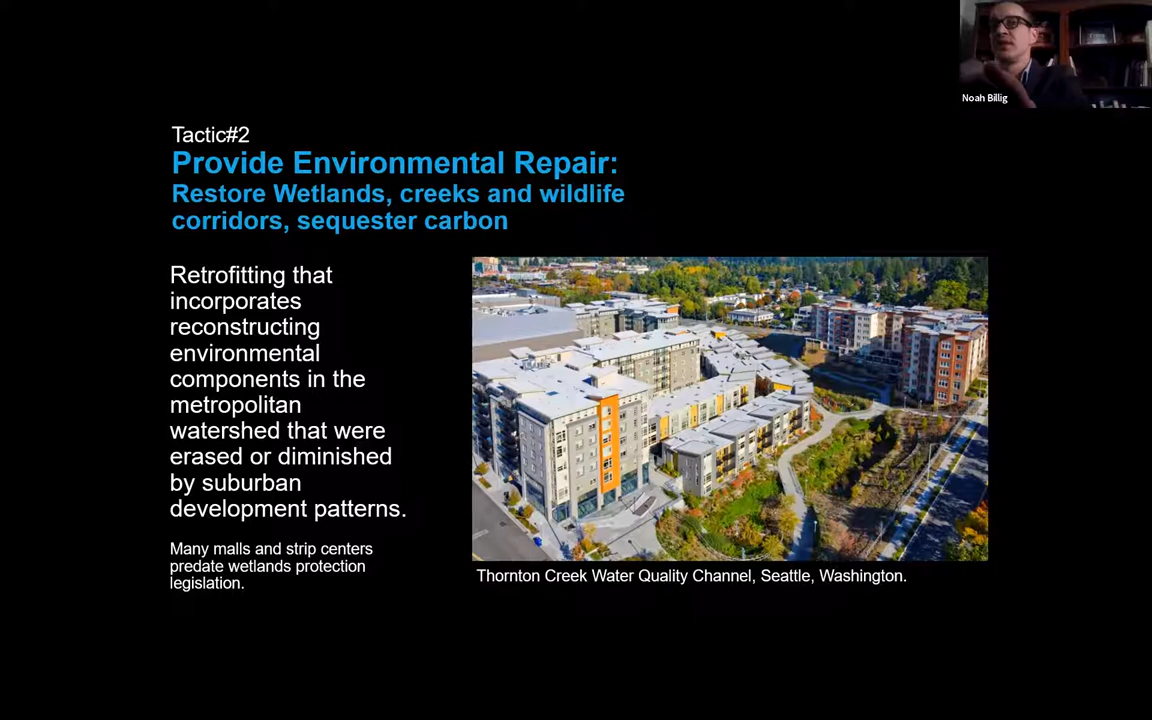 Noah Billig
Tactic#2
Provide Environmental Repair:
Restore Wetlands, creeks and wildlife
corridors, sequester carbon
Retrofitting that
incorporates
reconstructing
environmental
components in the
metropolitan
watershed that were
erased or diminished
by suburban
development patterns.
Many malls and strip centers
predate wetlands protection
legislation.
Thornton Creek Water Quality Channel, Seattle, Washington.